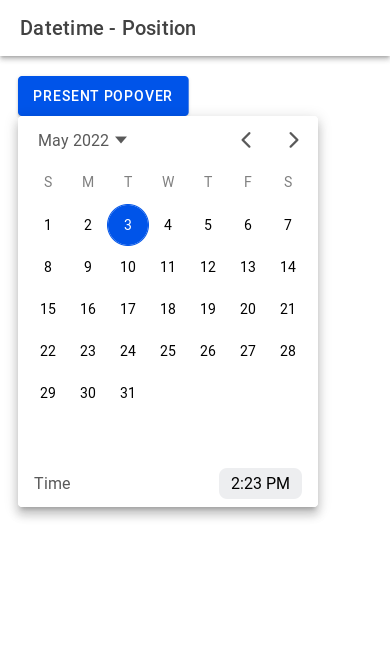 Datetime - Position
PRESENT POPOVER
May 2022
S M T W T F S
1 2 3 4 5 6 7
8 9 10 11 12 13 14
15 16 17 18 19 20 21
22 23 24 25 26 27 28
29 30 31
Time 2:23 PM